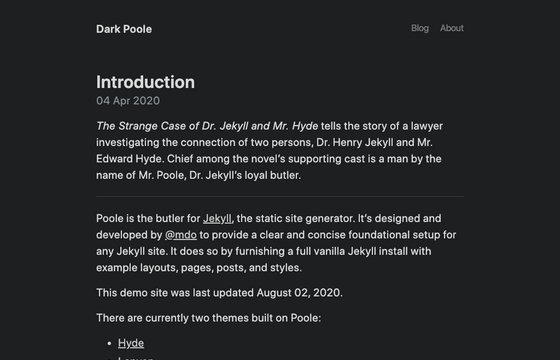 Dark Poole
Blog About
Introduction
04 Apr 2020
The Strange Case of Dr. Jekyll and Mr. Hyde tells the story of a lawyer
investigating the connection of two persons, Dr. Henry Jekyll and Mr.
Edward Hyde. Chief among the novel’s supporting cast is a man by the
name of Mr. Poole, Dr. Jekyll’s loyal butler.
Poole is the butler for Jekyll, the static site generator. It’s designed and
developed by @mdo to provide a clear and concise foundational setup for
any Jekyll site. It does so by furnishing a full vanilla Jekyll install with
example layouts, pages, posts, and styles.
This demo site was last updated August 02, 2020.
There are currently two themes built on Poole:
• Hyde